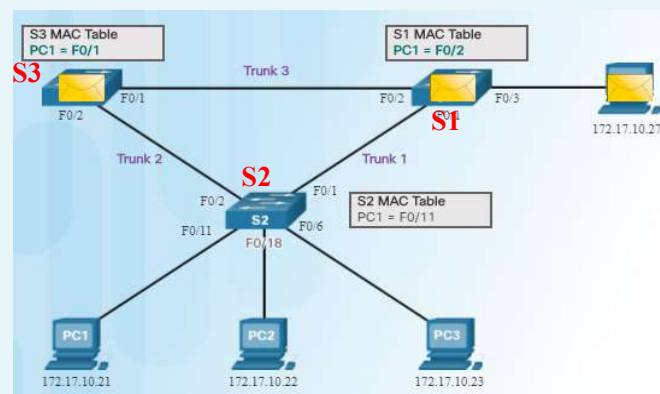 S3 MAC Table
PC1 = F0/1
S1 MAC Table
PC1 = F0/2
S3
Trunk 3
F0/1
F0/2
F0/3
F0/2
S1
172.17.10.27
Trunk 2
Trunk 1
S2
F0/2
F0/1
S2 MAC Table
PC1 = F0/11
S2
F0/11
F0/6
F0/18
PC1
PC2
PC3
172.17.10.21
172.17.10.22
172.17.10.23